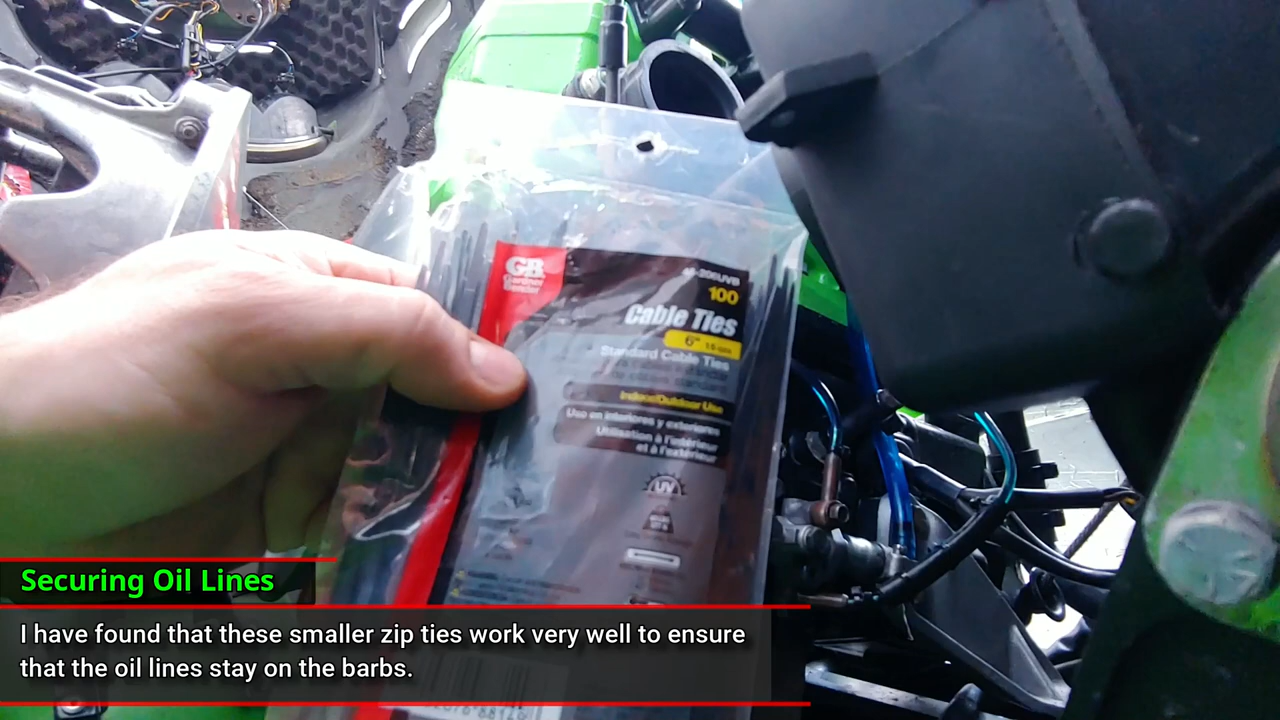 GB
Gardner
Bender
100
Cable Ties
6"
Standard Cable Ties
Indoor/Outdoor Use
Uso en interiores y exteriores
Utilisation à l'intérieur
et à l'extérieur
UV
Securing Oil Lines
I have found that these smaller zip ties work very well to ensure
that the oil lines stay on the barbs.